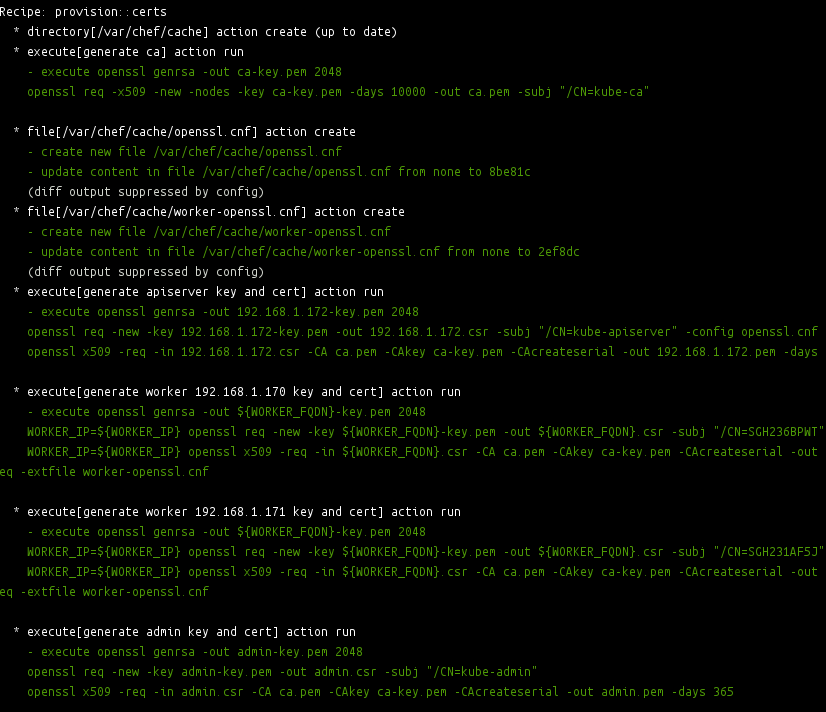 Recipe: provision::certs
* directory[/var/chef/cache] action create (up to date)
* execute[generate ca] action run
- execute openssl genrsa -out ca-key.pem 2048
openssl req -x509 -new -nodes -key ca-key.pem -days 10000 -out ca.pem -subj "/CN=kube-ca"
* file[/var/chef/cache/openssl.cnf] action create
- create new file /var/chef/cache/openssl.cnf
- update content in file /var/chef/cache/openssl.cnf from none to 8be81c
(diff output suppressed by config)
* file[/var/chef/cache/worker-openssl.cnf] action create
- create new file /var/chef/cache/worker-openssl.cnf
- update content in file /var/chef/cache/worker-openssl.cnf from none to 2ef8dc
(diff output suppressed by config)
* execute[generate apiserver key and cert] action run
- execute openssl genrsa -out 192.168.1.172-key.pem 2048
openssl req -new -key 192.168.1.172-key.pem -out 192.168.1.172.csr -subj "/CN=kube-apiserver" -config openssl.cnf
openssl x509 -req -in 192.168.1.172.csr -CA ca.pem -CAkey ca-key.pem -CAcreateserial -out 192.168.1.172.pem -days
* execute[generate worker 192.168.1.170 key and cert] action run
- execute openssl genrsa -out ${WORKER_FQDN}-key.pem 2048
WORKER_IP=${WORKER_IP} openssl req -new -key ${WORKER_FQDN}-key.pem -out ${WORKER_FQDN}.csr -subj "/CN=SGH236BPWT"
WORKER_IP=${WORKER_IP} openssl x509 -req -in ${WORKER_FQDN}.csr -CA ca.pem -CAkey ca-key.pem -CAcreateserial -out
eq -extfile worker-openssl.cnf
* execute[generate worker 192.168.1.171 key and cert] action run
- execute openssl genrsa -out ${WORKER_FQDN}-key.pem 2048
WORKER_IP=${WORKER_IP} openssl req -new -key ${WORKER_FQDN}-key.pem -out ${WORKER_FQDN}.csr -subj "/CN=SGH231AF5J"
WORKER_IP=${WORKER_IP} openssl x509 -req -in ${WORKER_FQDN}.csr -CA ca.pem -CAkey ca-key.pem -CAcreateserial -out
eq -extfile worker-openssl.cnf
* execute[generate admin key and cert] action run
- execute openssl genrsa -out admin-key.pem 2048
openssl req -new -key admin-key.pem -out admin.csr -subj "/CN=kube-admin"
openssl x509 -req -in admin.csr -CA ca.pem -CAkey ca-key.pem -CAcreateserial -out admin.pem -days 365